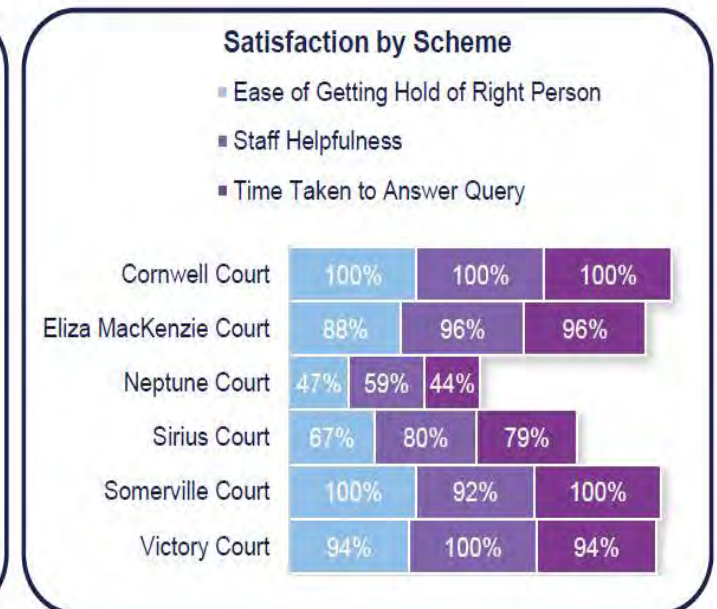 Satisfaction by Scheme
Ease of Getting Hold of Right Person
Staff Helpfulness
Time Taken to Answer Query
Cornwell Court 100% 100% 100%
Eliza MacKenzie Court 88% 96% 96%
Neptune Court 47% 59% 44%
Sirius Court 67% 80% 79%
Somerville Court 100% 92% 100%
Victory Court 94% 100% 94%